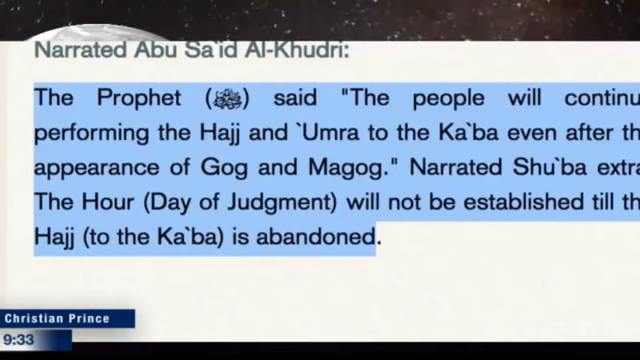 Narrated Abu Sa`id Al-Khudri:
The Prophet (ﷺ) said "The people will continu
performing the Hajj and `Umra to the Ka`ba even after th
appearance of Gog and Magog." Narrated Shu`ba extra
The Hour (Day of Judgment) will not be established till th
Hajj (to the Ka`ba) is abandoned.
Christian Prince
9:33